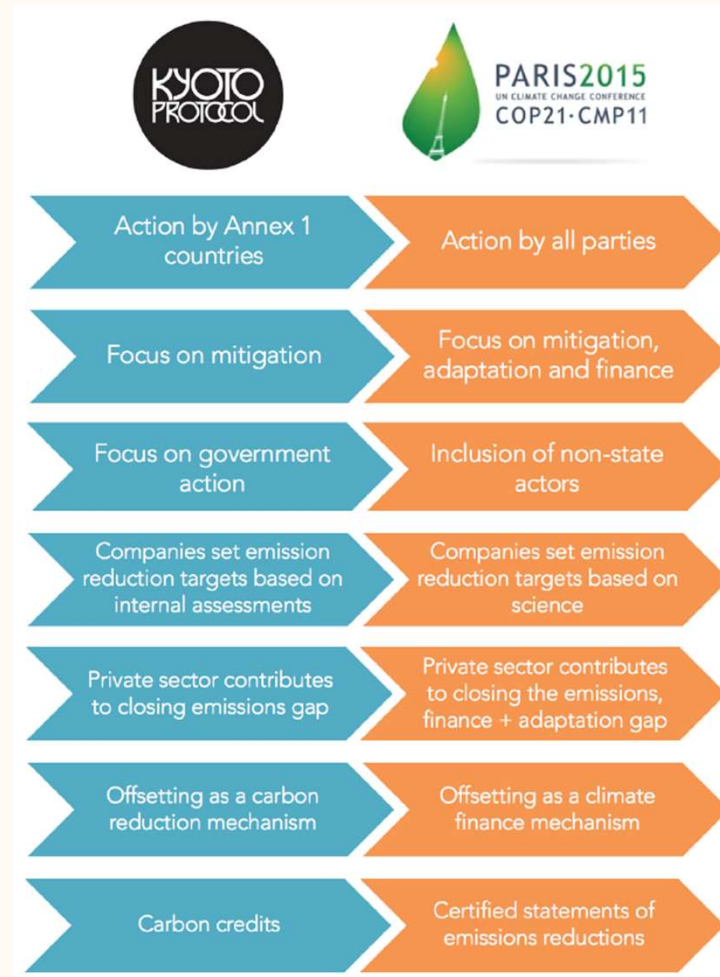 KYOTO
PROTOCOL
PARIS2015
UN CLIMATE CHANGE CONFERENCE
COP21·CMP11
Action by Annex 1
countries
Action by all parties
Focus on mitigation
Focus on mitigation,
adaptation and finance
Focus on government
action
Inclusion of non-state
actors
Companies set emission
reduction targets based on
internal assessments
Companies set emission
reduction targets based on
science
Private sector contributes
to closing emissions gap
Private sector contributes
to closing the emissions,
finance + adaptation gap
Offsetting as a carbon
reduction mechanism
Offsetting as a climate
finance mechanism
Carbon credits
Certified statements of
emissions reductions